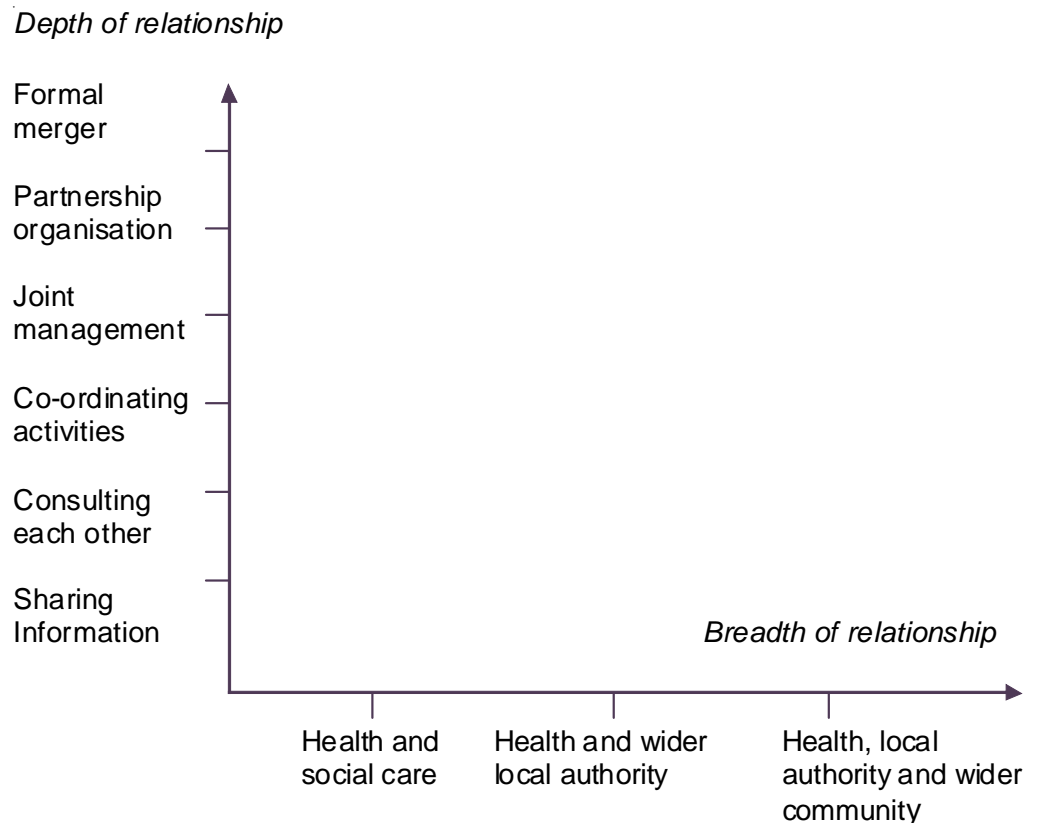 Depth of relationship
Formal
merger
Partnership
organisation
Joint
management
Co-ordinating
activities
Consulting
each other
Sharing
Information
Breadth of relationship
Health and
social care
Health and wider
local authority
Health, local
authority and wider
community